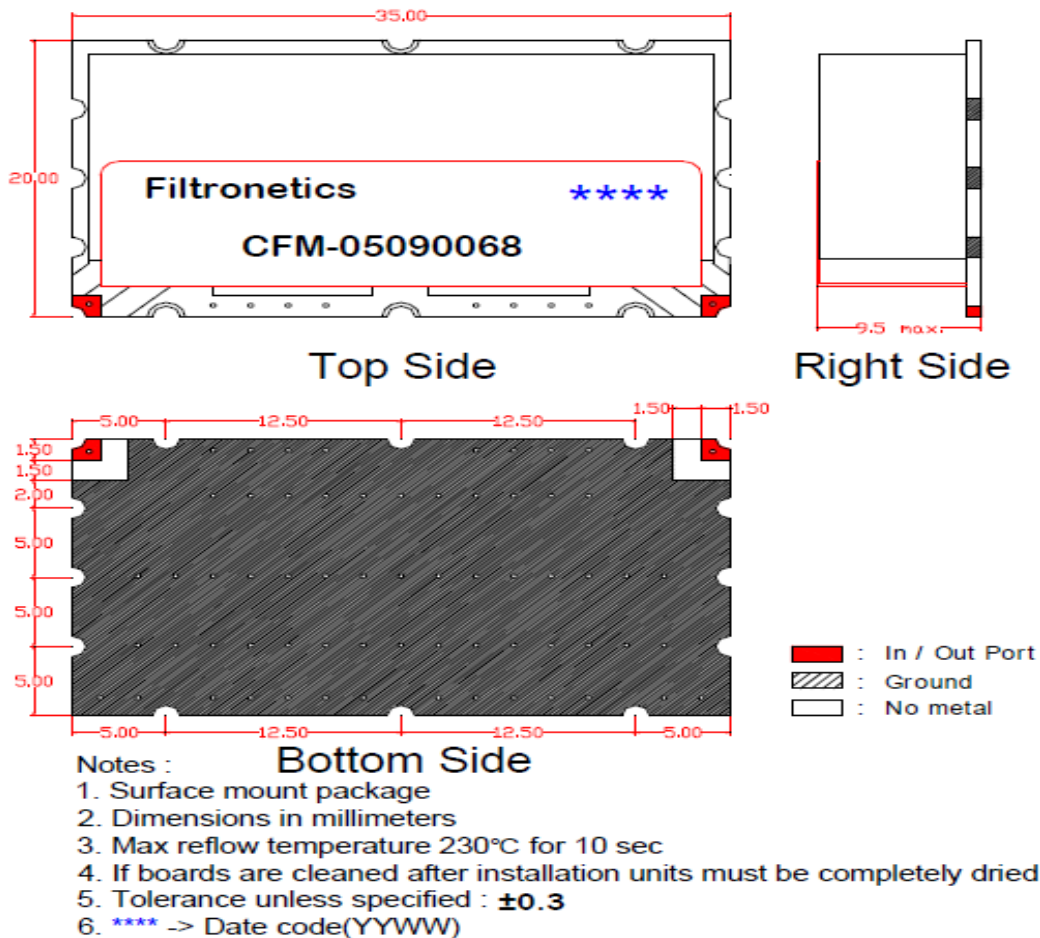 35.00
20.00
Filtronetics ****
CFM-05090068
9.5 max.
Top Side
Right Side
5.00 12.50 12.50 1.50 1.50
1.50
1.50
2.00
5.00
5.00
5.00
5.00 12.50 12.50 5.00
: In / Out Port
: Ground
: No metal
Bottom Side
Notes :
1. Surface mount package
2. Dimensions in millimeters
3. Max reflow temperature 230℃ for 10 sec
4. If boards are cleaned after installation units must be completely dried
5. Tolerance unless specified : ±0.3
6. **** -> Date code(YYWW)